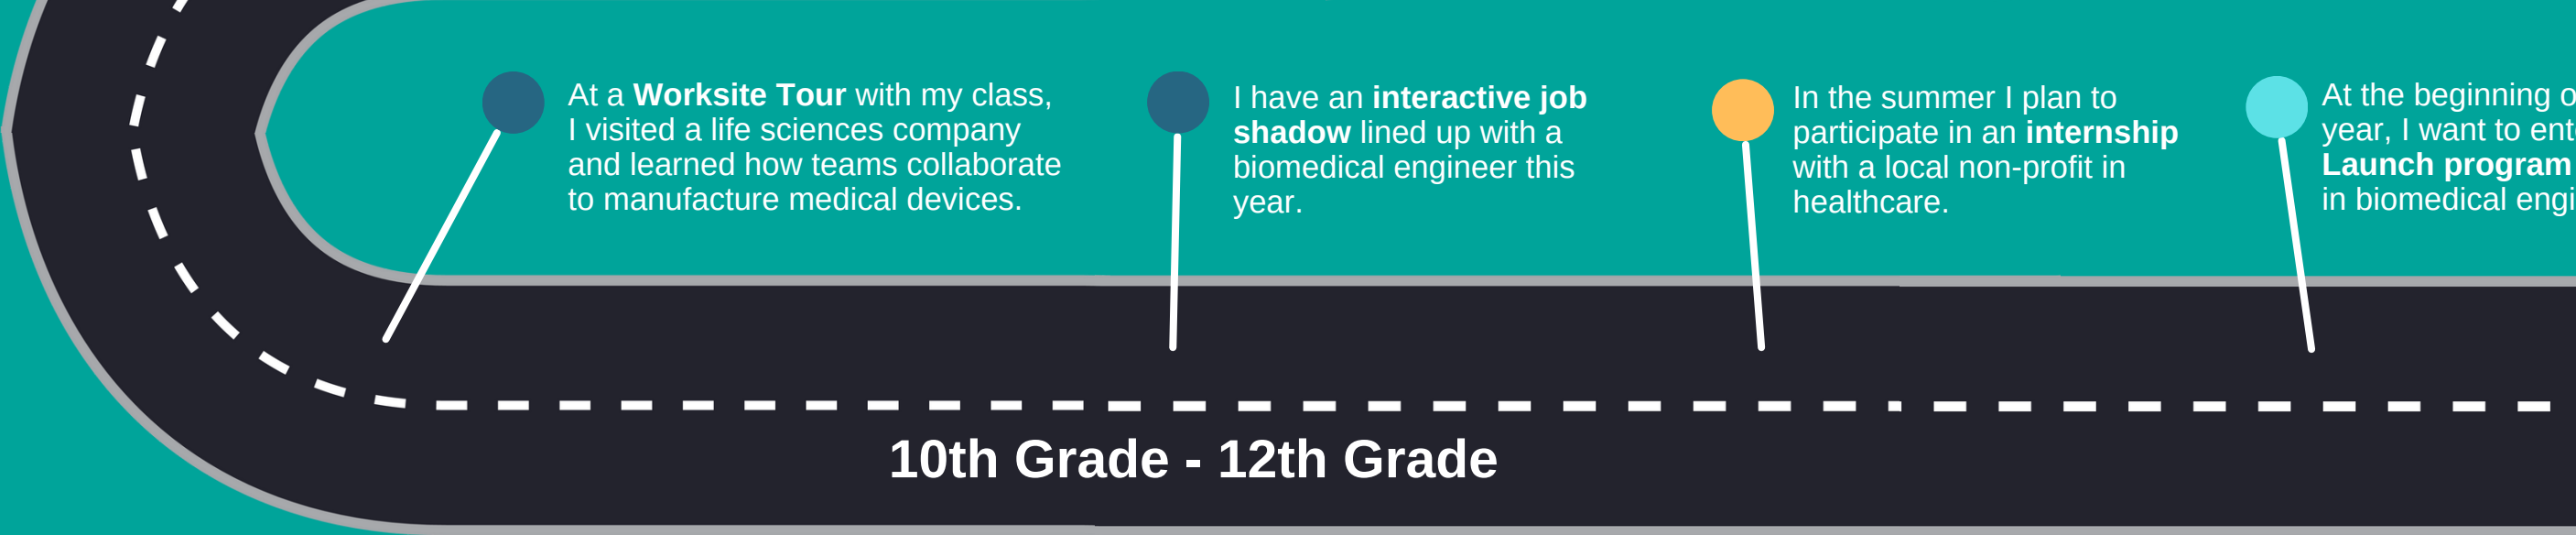 At a Worksite Tour with my class,
I visited a life sciences company
and learned how teams collaborate
to manufacture medical devices.
I have an interactive job
shadow lined up with a
biomedical engineer this
year.
In the summer I plan to
participate in an internship
with a local non-profit in
healthcare.
At the beginning
year, I want to
Launch program
in biomedical
10th Grade - 12th Grade